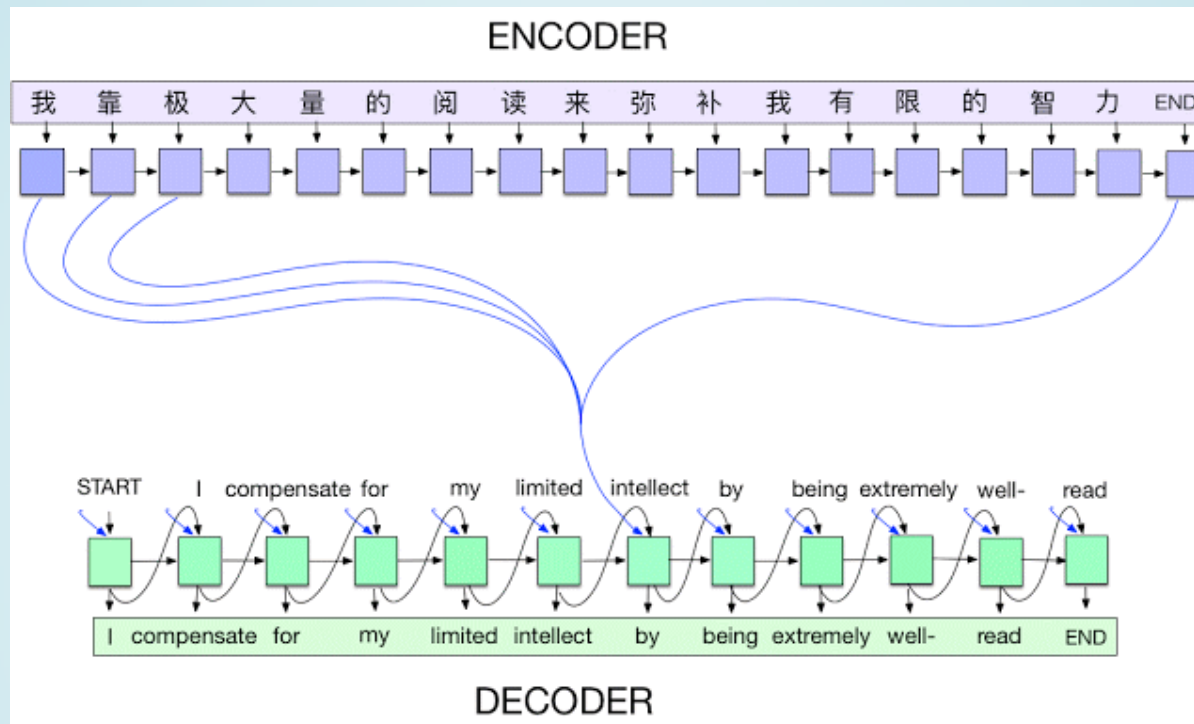 ENCODER
我 靠 极 大 量 的 阅 读 来 弥 补 我 有 限 的 智 力 END
START I compensate for my limited intellect by being extremely well- read
I compensate for my limited intellect by being extremely well- read END
DECODER